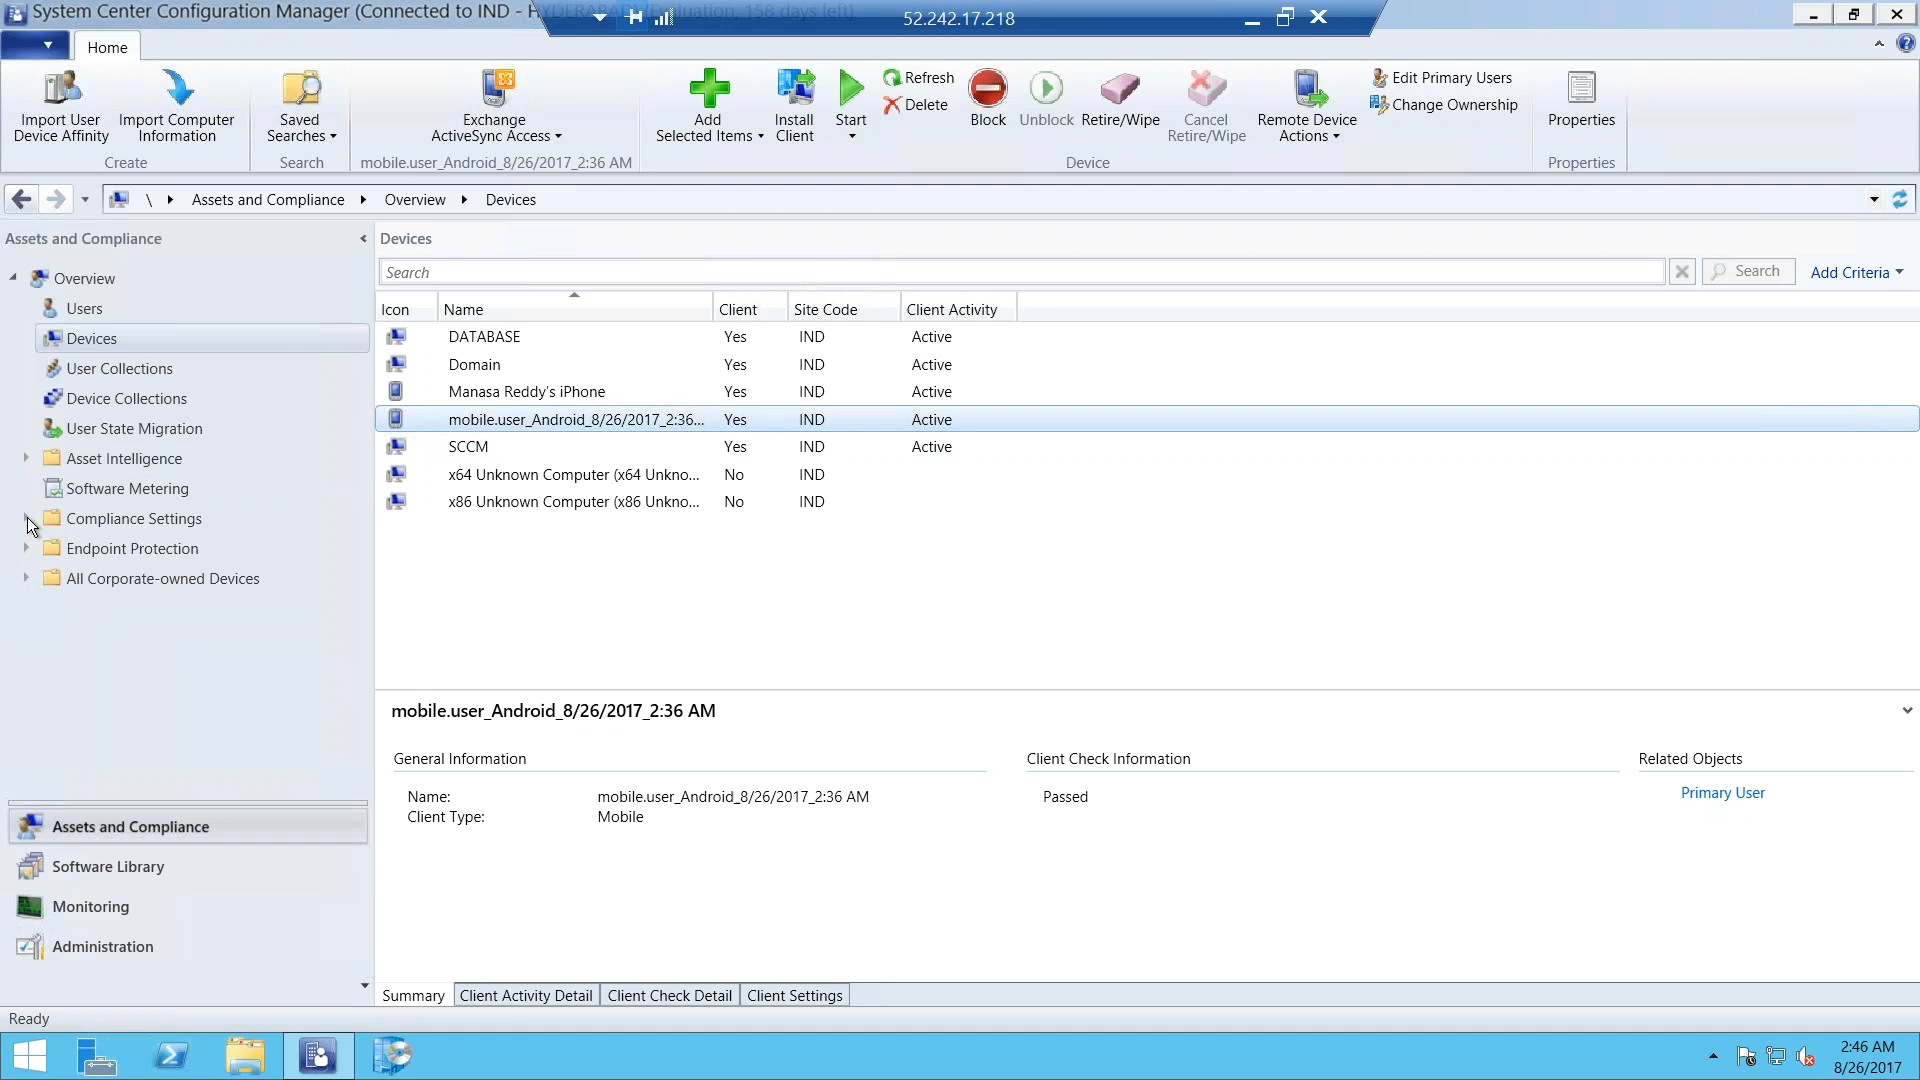 System Center Configuration Manager (Connected to IND - HYDERABAD) (Evaluation, 158 days left)
52.242.17.218
Home
Import User Device Affinity
Import Computer Information
Saved Searches
Exchange ActiveSync Access
Add Selected Items
Install Client
Start
Refresh
Delete
Block
Unblock
Retire/Wipe
Cancel Retire/Wipe
Remote Device Actions
Edit Primary Users
Change Ownership
Properties
Create
Search
mobile.user_Android_8/26/2017_2:36 AM
Device
Properties
\ Assets and Compliance Overview Devices
Assets and Compliance
Overview
Users
Devices
User Collections
Device Collections
User State Migration
Asset Intelligence
Software Metering
Compliance Settings
Endpoint Protection
All Corporate-owned Devices
Assets and Compliance
Software Library
Monitoring
Administration
Devices
Search
Search
Add Criteria
Icon Name Client Site Code Client Activity
DATABASE Yes IND Active
Domain Yes IND Active
Manasa Reddy's iPhone Yes IND Active
mobile.user_Android_8/26/2017_2:36... Yes IND Active
SCCM Yes IND Active
x64 Unknown Computer (x64 Unkno... No IND
x86 Unknown Computer (x86 Unkno... No IND
mobile.user_Android_8/26/2017_2:36 AM
General Information
Name: mobile.user_Android_8/26/2017_2:36 AM
Client Type: Mobile
Client Check Information
Passed
Related Objects
Primary User
Summary Client Activity Detail Client Check Detail Client Settings
Ready
2:46 AM
8/26/2017